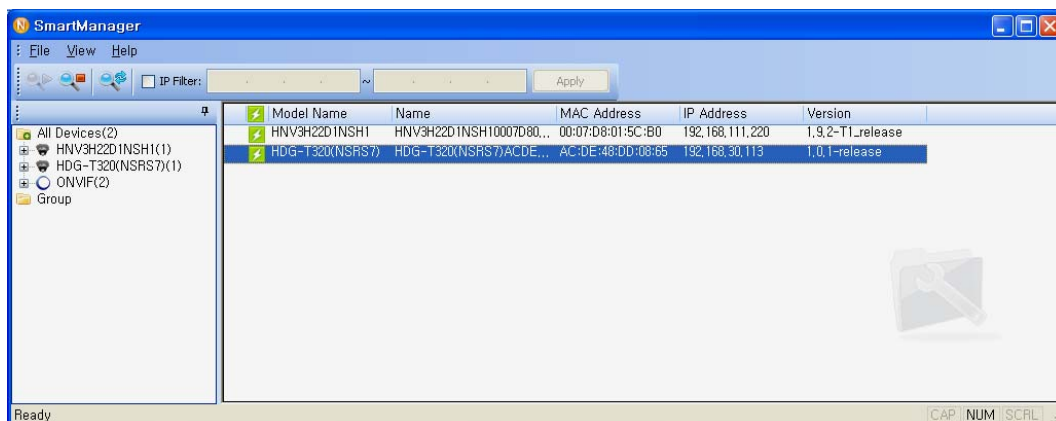 SmartManager
File View Help
IP Filter: . . . ~ . . . Apply
Model Name Name MAC Address IP Address Version
All Devices(2)
HNV3H22D1NSH1(1)
HDG-T320(NSRS7)(1)
ONVIF(2)
Group
HNV3H22D1NSH1 HNV3H22D1NSH10007D80... 00:07:D8:01:5C:B0 192,168,111,220 1,9,2-T1_release
HDG-T320(NSRS7) HDG-T320(NSRS7)ACDE... AC:DE:48:DD:08:65 192,168,30,113 1,0,1-release
Ready
CAP NUM SCRL